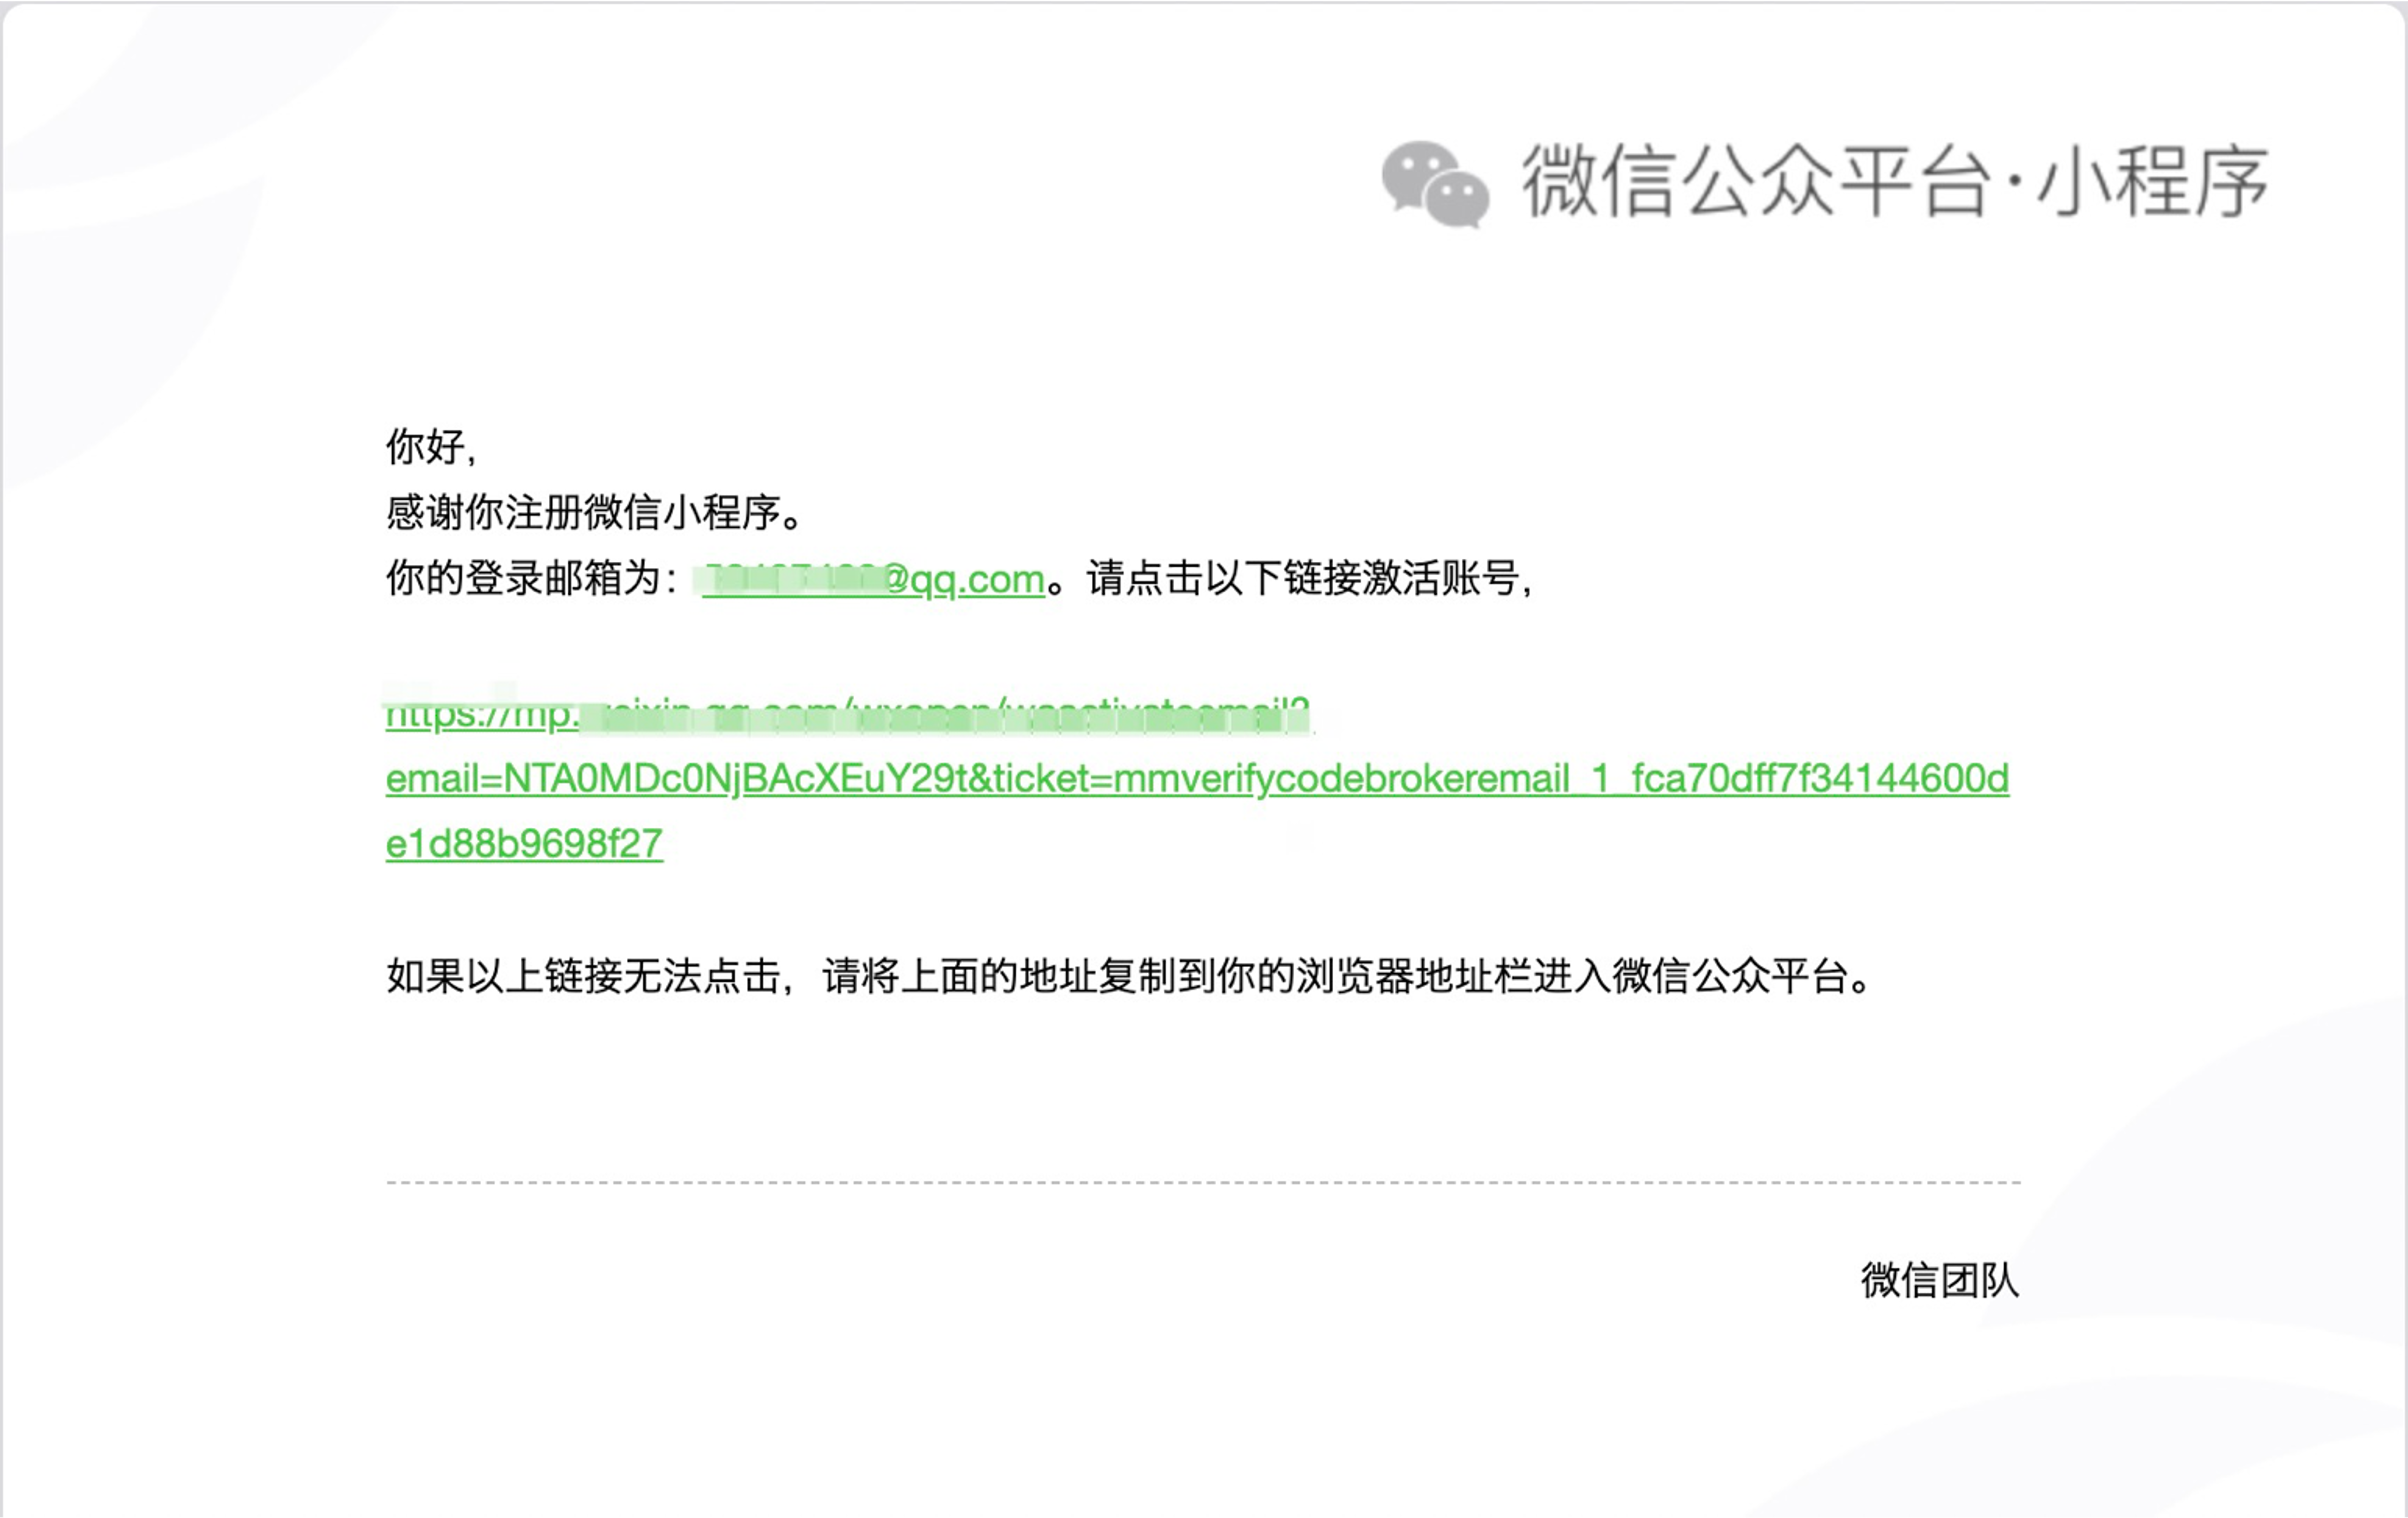 微信公众平台·小程序
你好,
感谢你注册微信小程序。
你的登录邮箱为: @qq.com。请点击以下链接激活账号,
https://mp.
email=NTA0MDc0NjBAcXEuY29t&ticket=mmverifycodebrokeremail_1_fca70dff7f34144600d
e1d88b9698f27
如果以上链接无法点击，请将上面的地址复制到你的浏览器地址栏进入微信公众平台。
微信团队